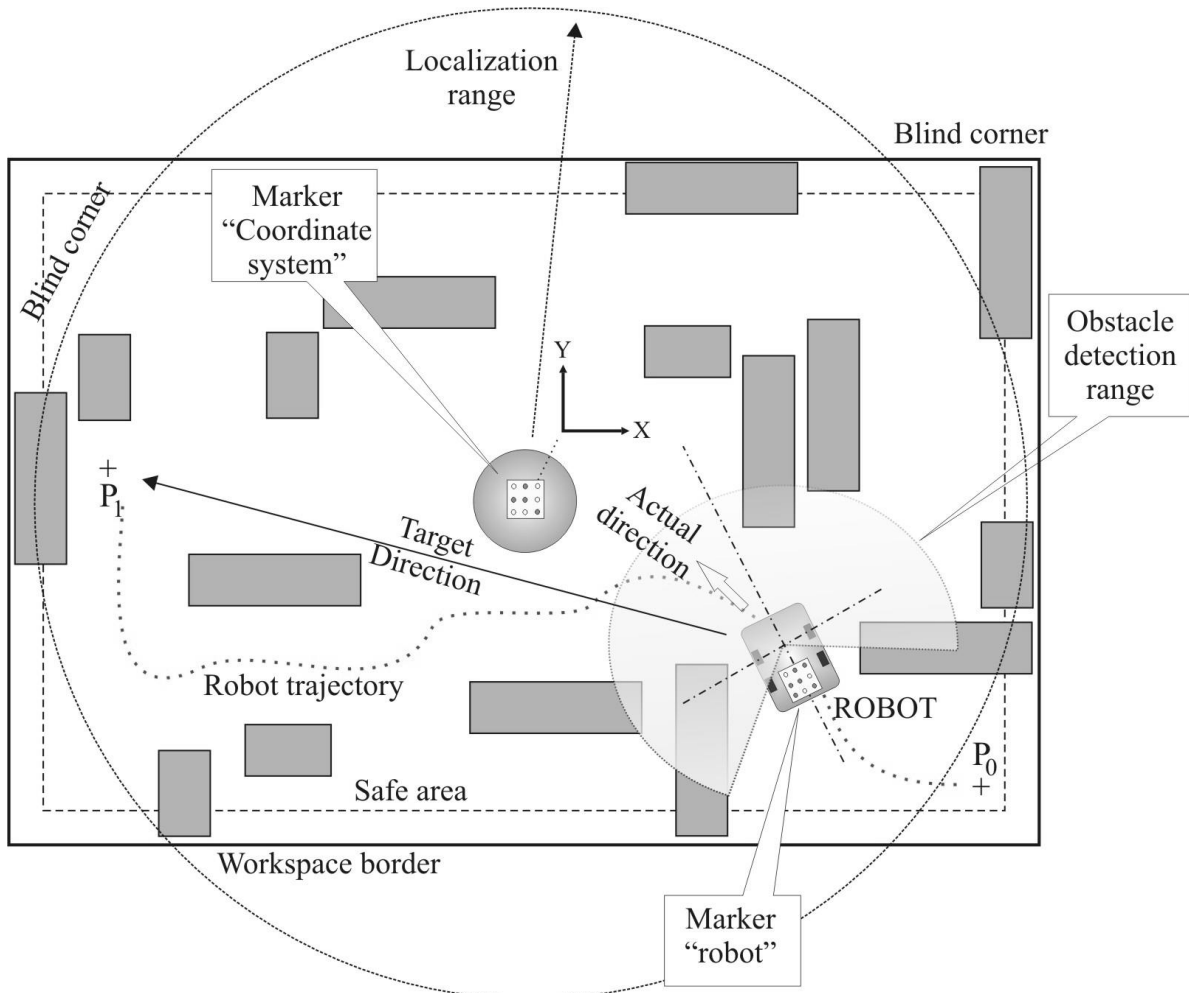 Localization
range
Blind corner
Marker
“Coordinate
system”
Blind corner
Obstacle
detection
range
Y
X
P1
Target
Direction
Actual
direction
Robot trajectory
ROBOT
P0
Safe area
Workspace border
Marker
“robot”